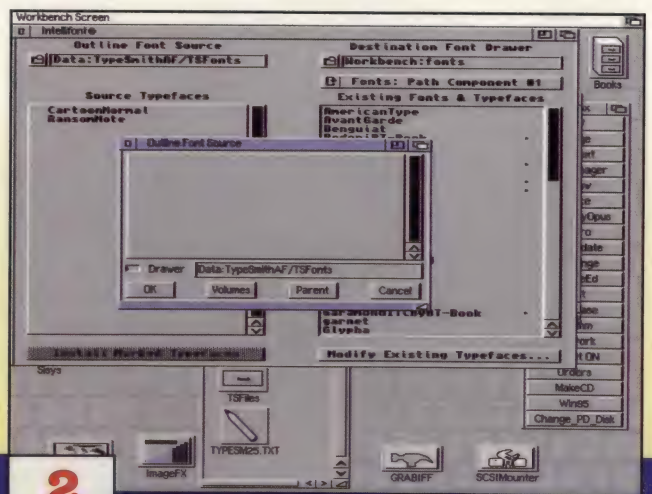 Workbench Screen
Intellifont®
Outline Font Source
Destination Font Drawer
Data:TypeSmithAF/TSFonts
Workbench:fonts
Fonts: Path Component #1
Source Typefaces
Existing Fonts & Typefaces
CartoonNormal
RansomNote
AmericanType
AvantGarde
Benguiat
Outline Font Source
Drawer
Data:TypeSmithAF/TSFonts
OK
Volumes
Parent
Cancel
garnet
Glypha
Install Marked Typefaces
Modify Existing Typefaces...
Books
Orders
MakeCD
Win95
Change_PD_Disk
Sisys
TSFiles
TYPESM25.TXT
ImageFX
GRABIFF
SCSIMounter
2